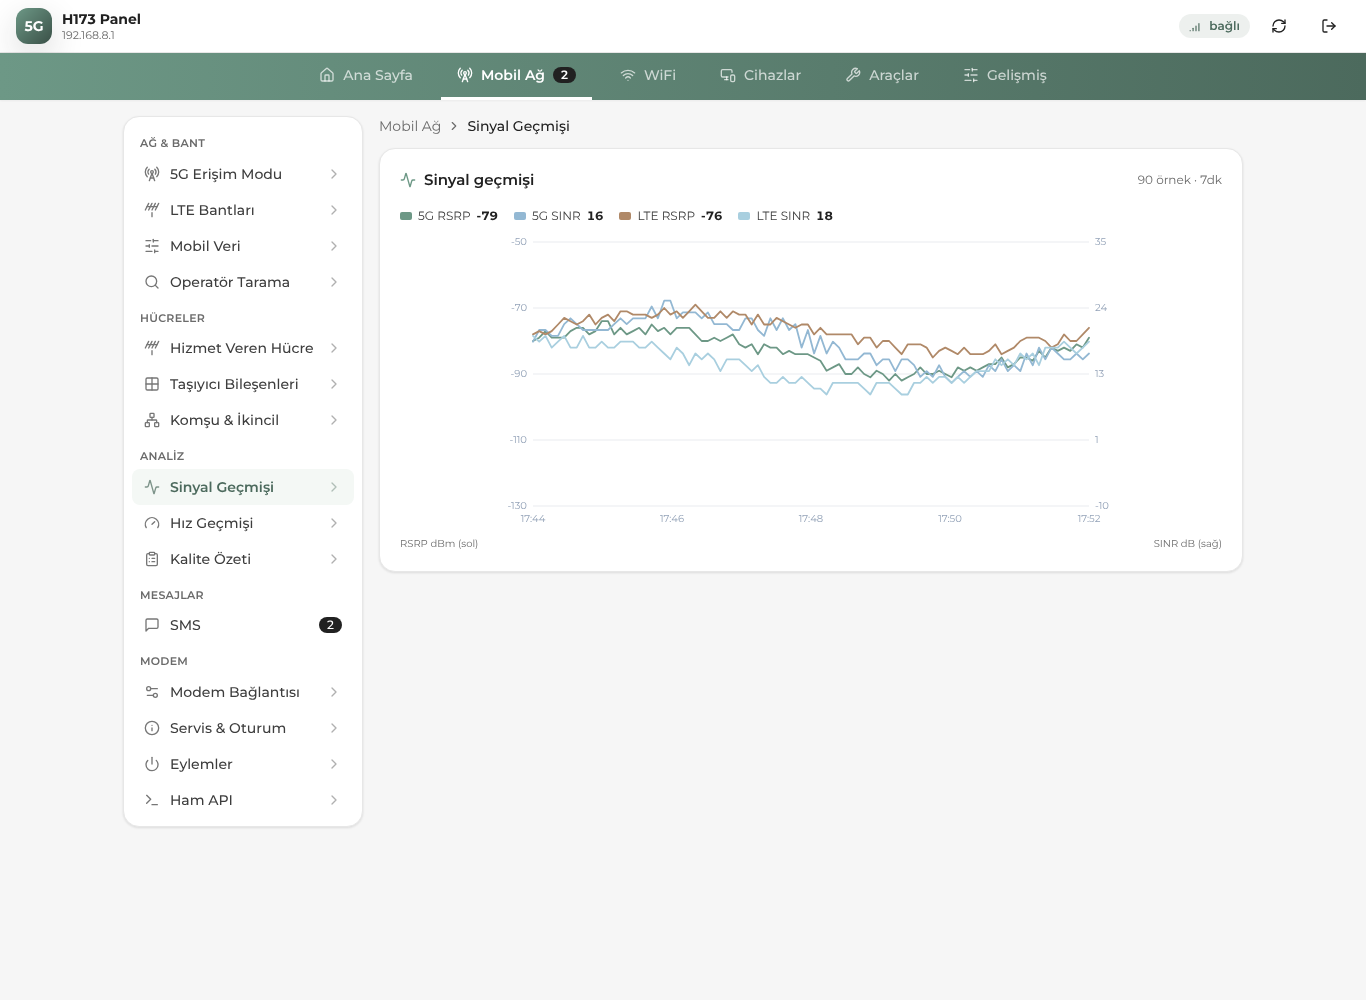 5G
H173 Panel
192.168.8.1
bağlı
Ana Sayfa
Mobil Ağ 2
WiFi
Cihazlar
Araçlar
Gelişmiş
AĞ & BANT
5G Erişim Modu
LTE Bantları
Mobil Veri
Operatör Tarama
HÜCRELER
Hizmet Veren Hücre
Taşıyıcı Bileşenleri
Komşu & İkincil
ANALİZ
Sinyal Geçmişi
Hız Geçmişi
Kalite Özeti
MESAJLAR
SMS 2
MODEM
Modem Bağlantısı
Servis & Oturum
Eylemler
Ham API
Mobil Ağ > Sinyal Geçmişi
Sinyal geçmişi
90 örnek · 7dk
5G RSRP -79 5G SINR 16 LTE RSRP -76 LTE SINR 18
-50 35
-70 24
-90 13
-110 1
-130 -10
17:44 17:46 17:48 17:50 17:52
RSRP dBm (sol) SINR dB (sağ)